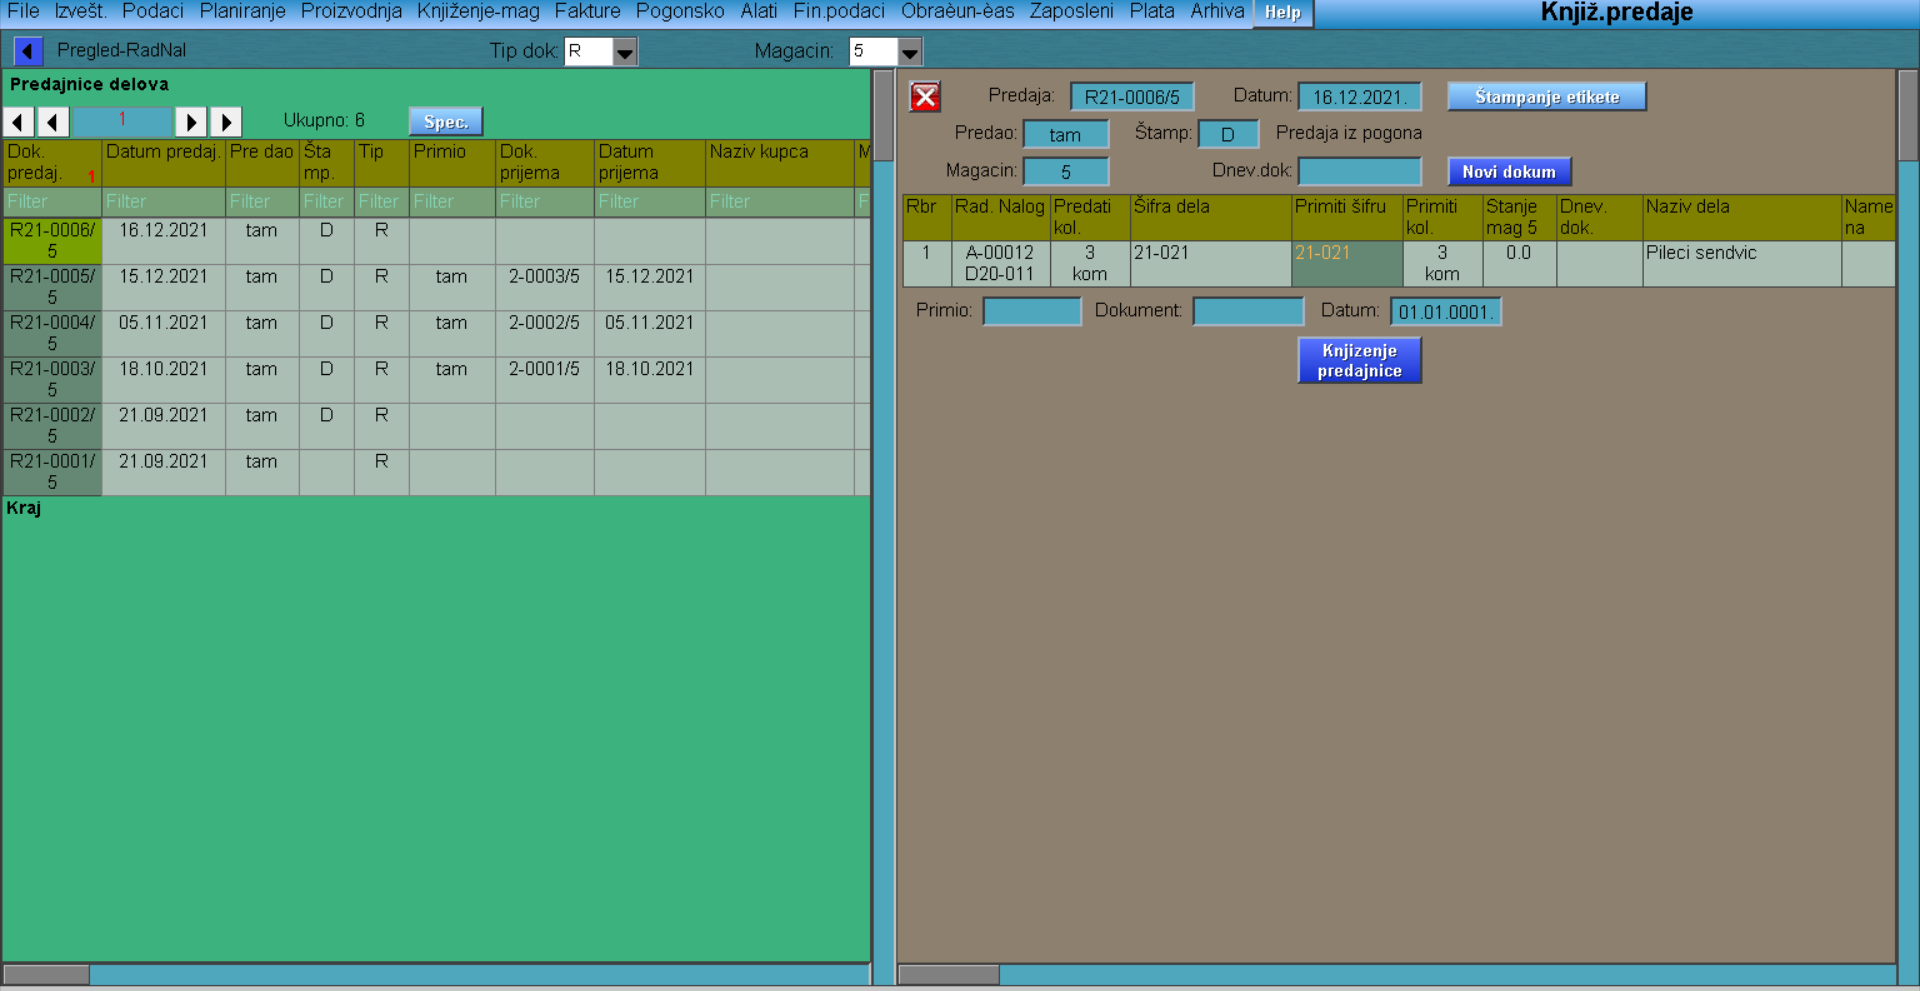 File Izvešt. Podaci Planiranje Proizvodnja Knjiženje-mag Fakture Pogonsko Alati Fin.podaci Obraèun-èas Zaposleni Plata Arhiva Help Knjiž.predaje
Pregled-RadNal Tip dok: R Magacin: 5
Predajnice delova
1 Ukupno: 6 Spec.
Dok. Datum predaj. Pre dao Šta Tip Primio Dok. Datum Naziv kupca M
predaj. 1 mp. prijema prijema
Filter Filter Filter Filter Filter Filter Filter Filter Filter F
R21-0006/ 16.12.2021 tam D R
5
R21-0005/ 15.12.2021 tam D R tam 2-0003/5 15.12.2021
5
R21-0004/ 05.11.2021 tam D R tam 2-0002/5 05.11.2021
5
R21-0003/ 18.10.2021 tam D R tam 2-0001/5 18.10.2021
5
R21-0002/ 21.09.2021 tam D R
5
R21-0001/ 21.09.2021 tam R
5
Kraj
Predaja: R21-0006/5 Datum: 16.12.2021. Štampanje etikete
Predao: tam Štamp: D Predaja iz pogona
Magacin: 5 Dnev.dok: Novi dokum
Rbr Rad. Nalog Predati Šifra dela Primiti šifru Primiti Stanje Dnev. Naziv dela Name
kol. kol. mag 5 dok. na
1 A-00012 3 21-021 21-021 3 0.0 Pileci sendvic
D20-011 kom kom
Primio: Dokument: Datum: 01.01.0001.
Knjizenje
predajnice